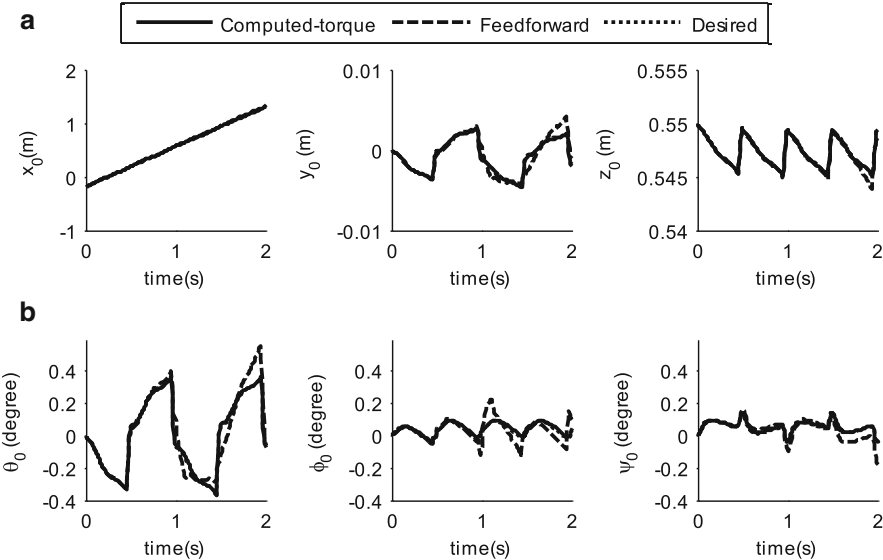 a
Computed-torque Feedforward Desired
x0(m)
2
1
0
-1
0 1 2
time(s)
y0 (m)
0.01
0
-0.01
0 1 2
time(s)
z0 (m)
0.555
0.55
0.545
0.54
0 1 2
time(s)
b
θ0 (degree)
0.4
0.2
0
-0.2
-0.4
0 1 2
time(s)
ϕ0 (degree)
0.4
0.2
0
-0.2
-0.4
0 1 2
time(s)
ψ0 (degree)
0.4
0.2
0
-0.2
-0.4
0 1 2
time(s)